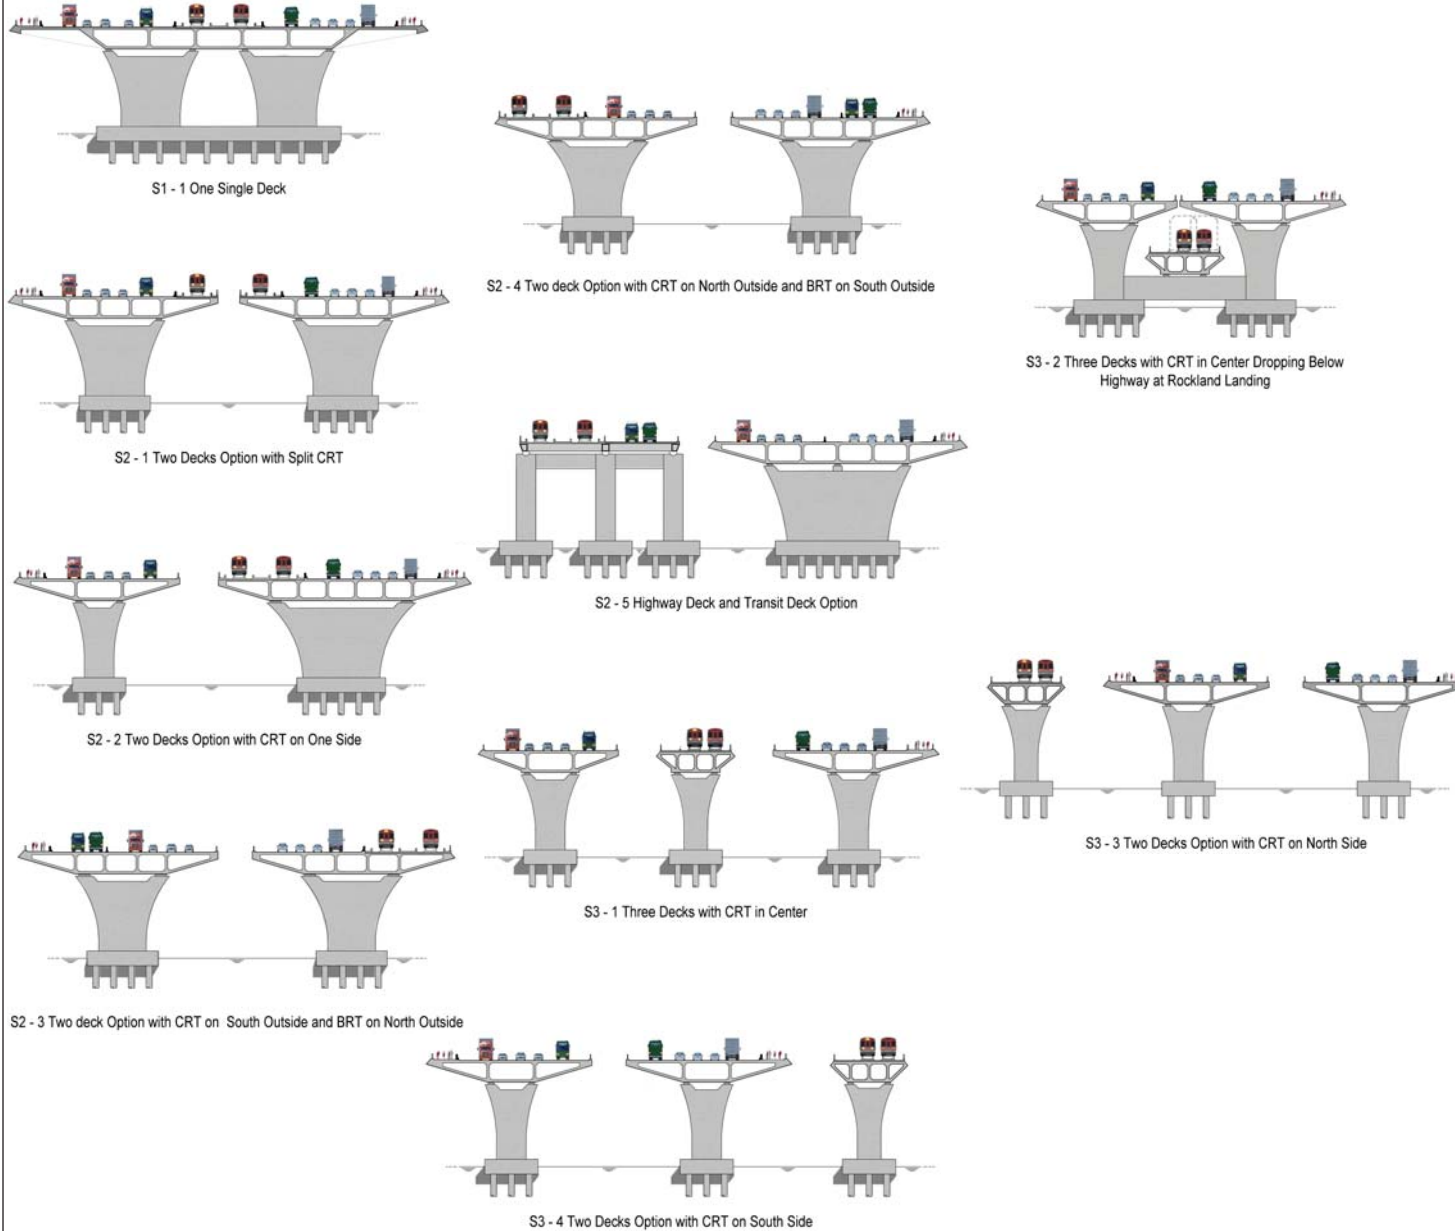 S1 - 1 One Single Deck
S2 - 4 Two deck Option with CRT on North Outside and BRT on South Outside
S3 - 2 Three Decks with CRT in Center Dropping Below
Highway at Rockland Landing
S2 - 1 Two Decks Option with Split CRT
S2 - 5 Highway Deck and Transit Deck Option
S2 - 2 Two Decks Option with CRT on One Side
S3 - 3 Two Decks Option with CRT on North Side
S3 - 1 Three Decks with CRT in Center
S2 - 3 Two deck Option with CRT on South Outside and BRT on North Outside
S3 - 4 Two Decks Option with CRT on South Side